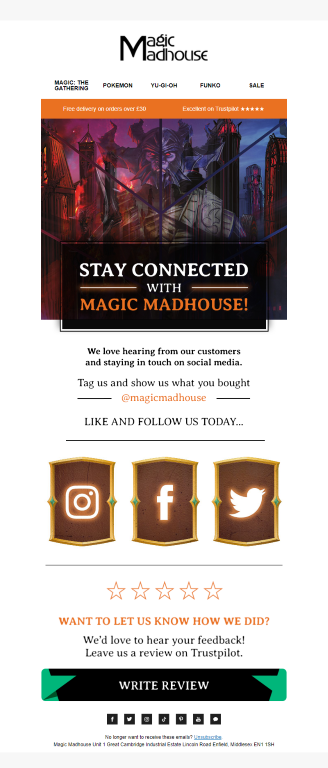 Magic
Madhouse
MAGIC: THE GATHERING POKEMON YU-GI-OH FUNKO SALE
Free delivery on orders over £30 Excellent on Trustpilot ★★★★★
STAY CONNECTED
WITH
MAGIC MADHOUSE!
We love hearing from our customers
and staying in touch on social media.
Tag us and show us what you bought
@magicmadhouse
LIKE AND FOLLOW US TODAY...
WANT TO LET US KNOW HOW WE DID?
We'd love to hear your feedback!
Leave us a review on Trustpilot.
WRITE REVIEW
No longer want to receive these emails? Unsubscribe.
Magic Madhouse Unit 1 Great Cambridge Industrial Estate Lincoln Road Enfield, Middlesex EN1 1SH